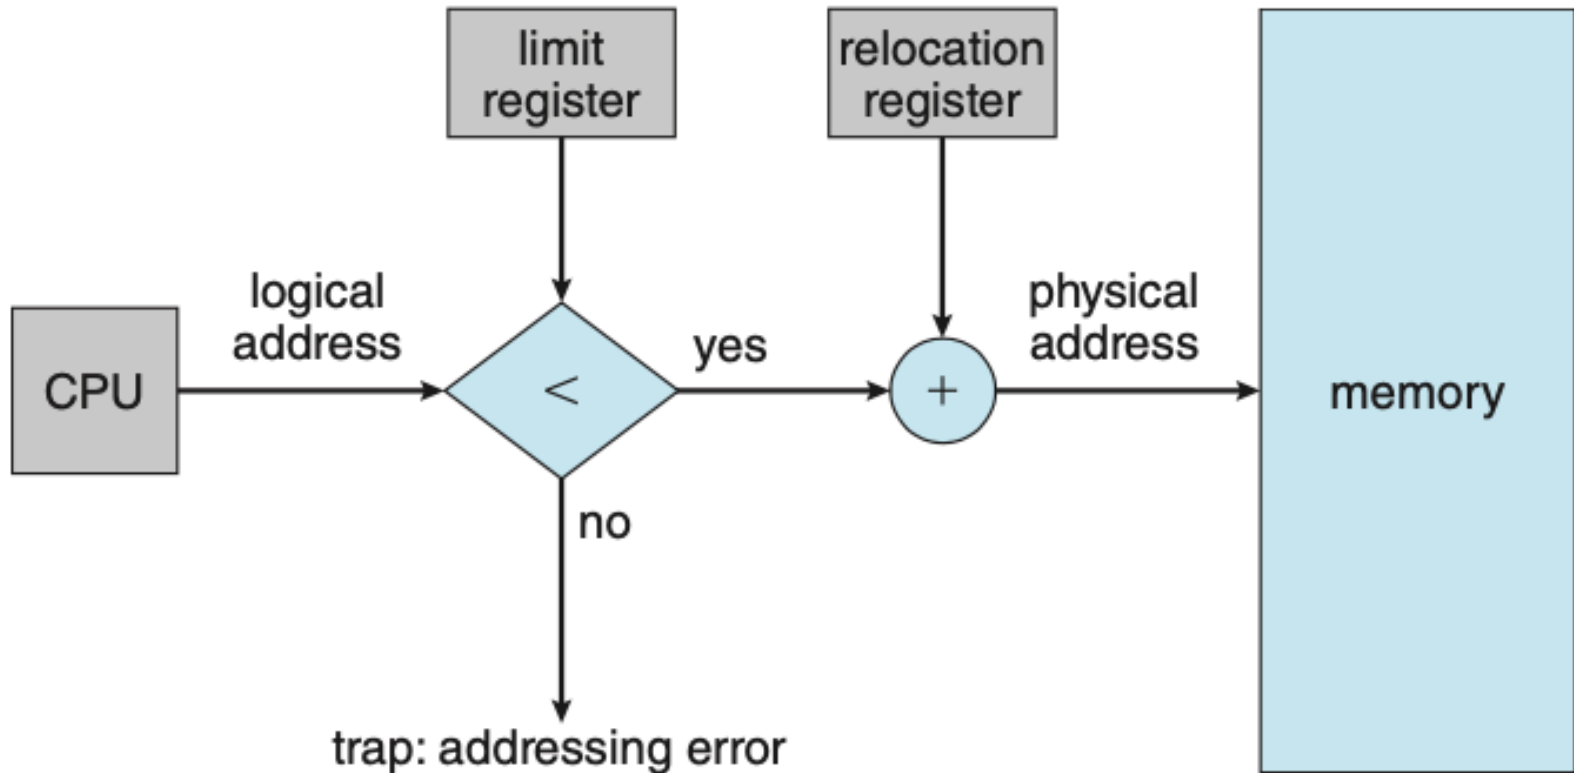 limit
register
relocation
register
logical
address
physical
address
CPU
<
yes
+
memory
no
trap: addressing error